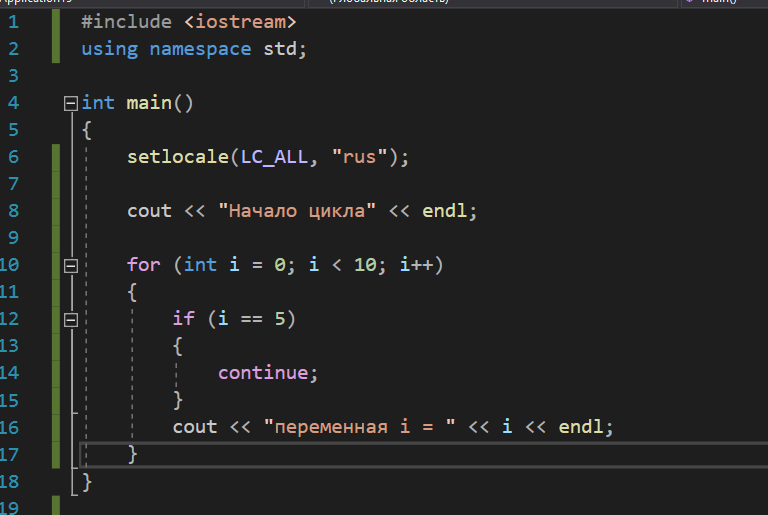 (Глобальная область)
main()
1 #include <iostream>
2 using namespace std;
3
4 int main()
5 {
6 setlocale(LC_ALL, "rus");
7
8 cout << "Начало цикла" << endl;
9
10 for (int i = 0; i < 10; i++)
11 {
12 if (i == 5)
13 {
14 continue;
15 }
16 cout << "переменная i = " << i << endl;
17 }
18 }
19